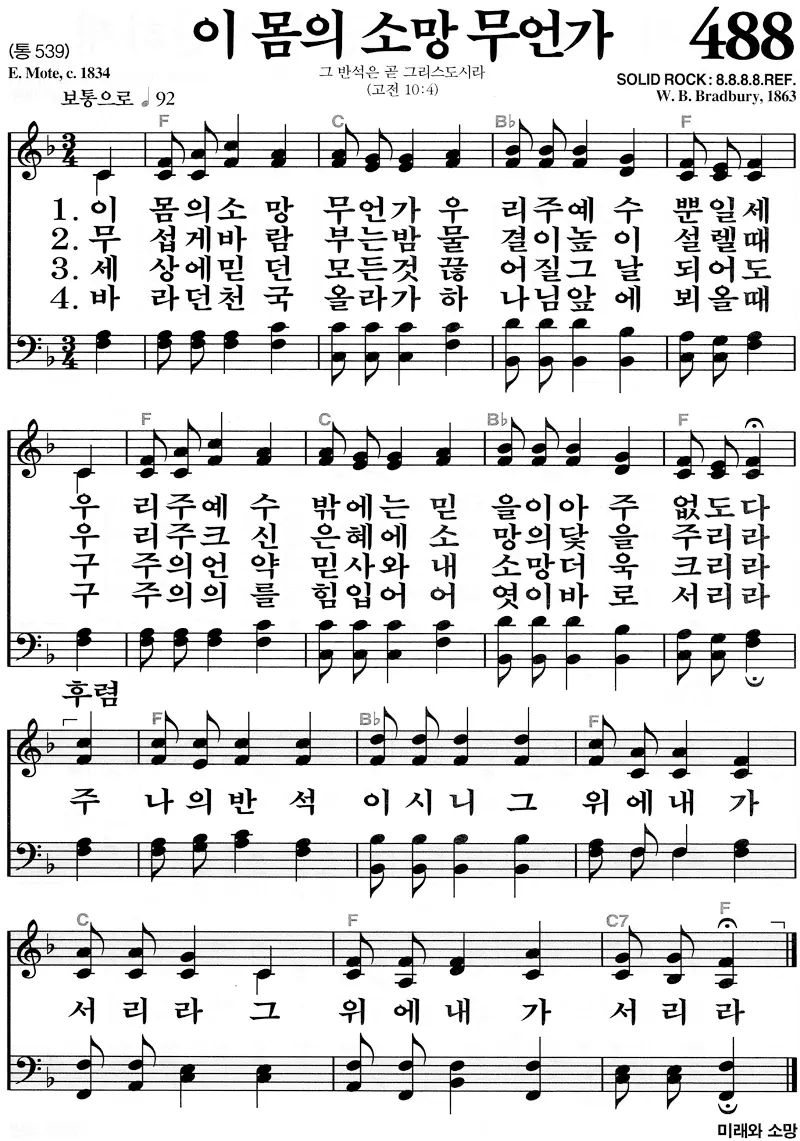 이 몸의 소망 무언가 488
(통 539)
E. Mote, c. 1834
그 반석은 곧 그리스도시라
(고전 10:4)
SOLID ROCK : 8.8.8.8.REF.
W. B. Bradbury, 1863
보통으로 ♩92
F C B♭ F
3/4
1. 이 몸의소 망 무언가 우 리주예 수 뿐일세
2. 무 섭게바 람 부는밤 물 결이높 이 설렐때
3. 세 상에믿 던 모든것 끊 어질그 날 되어도
4. 바 라던천 국 올라가 하 나님앞 에 뵈올때
3/4
F C B♭ F
우 리주예 수 밖에는 믿 을이아 주 없도다
우 리주크 신 은혜에 소 망의닻 을 주리라
구 주의언 약 믿사와 내 소망더 욱 크리라
구 주의의 를 힘입어 어 엿이바 로 서리라
후렴
F B♭ F
주 나의반 석 이시니 그 위에내 가
C F C7 F
서리라 그 위에내 가 서리라
미래와 소망